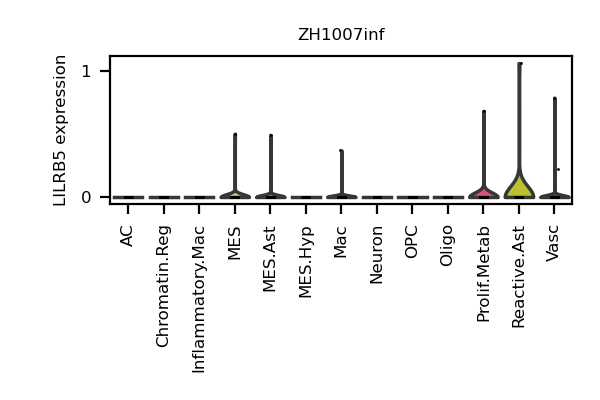 ZH1007inf
LILRB5 expression
1
0
AC
Chromatin.Reg
Inflammatory.Mac
MES
MES.Ast
MES.Hyp
Mac
Neuron
OPC
Oligo
Prolif.Metab
Reactive.Ast
Vasc